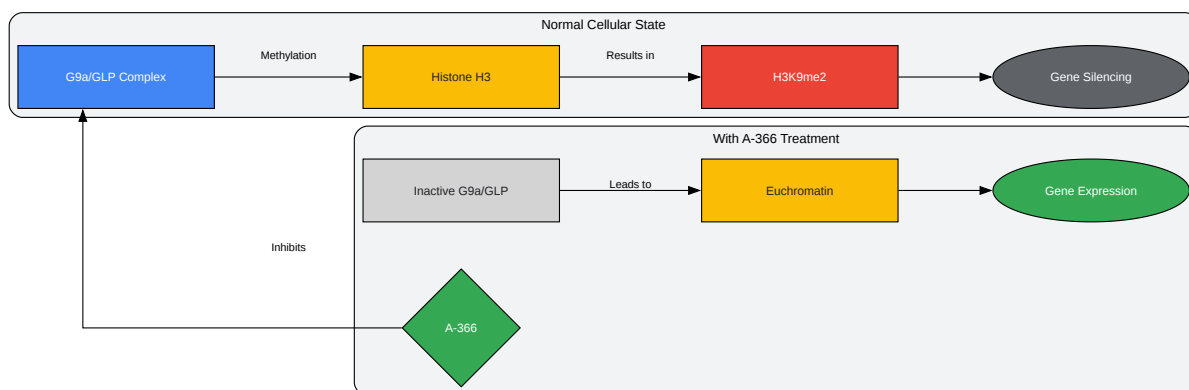 Normal Cellular State
G9a/GLP Complex
Methylation
Histone H3
Results in
H3K9me2
Gene Silencing
With A-366 Treatment
Inactive G9a/GLP
Leads to
Euchromatin
Gene Expression
Inhibits
A-366